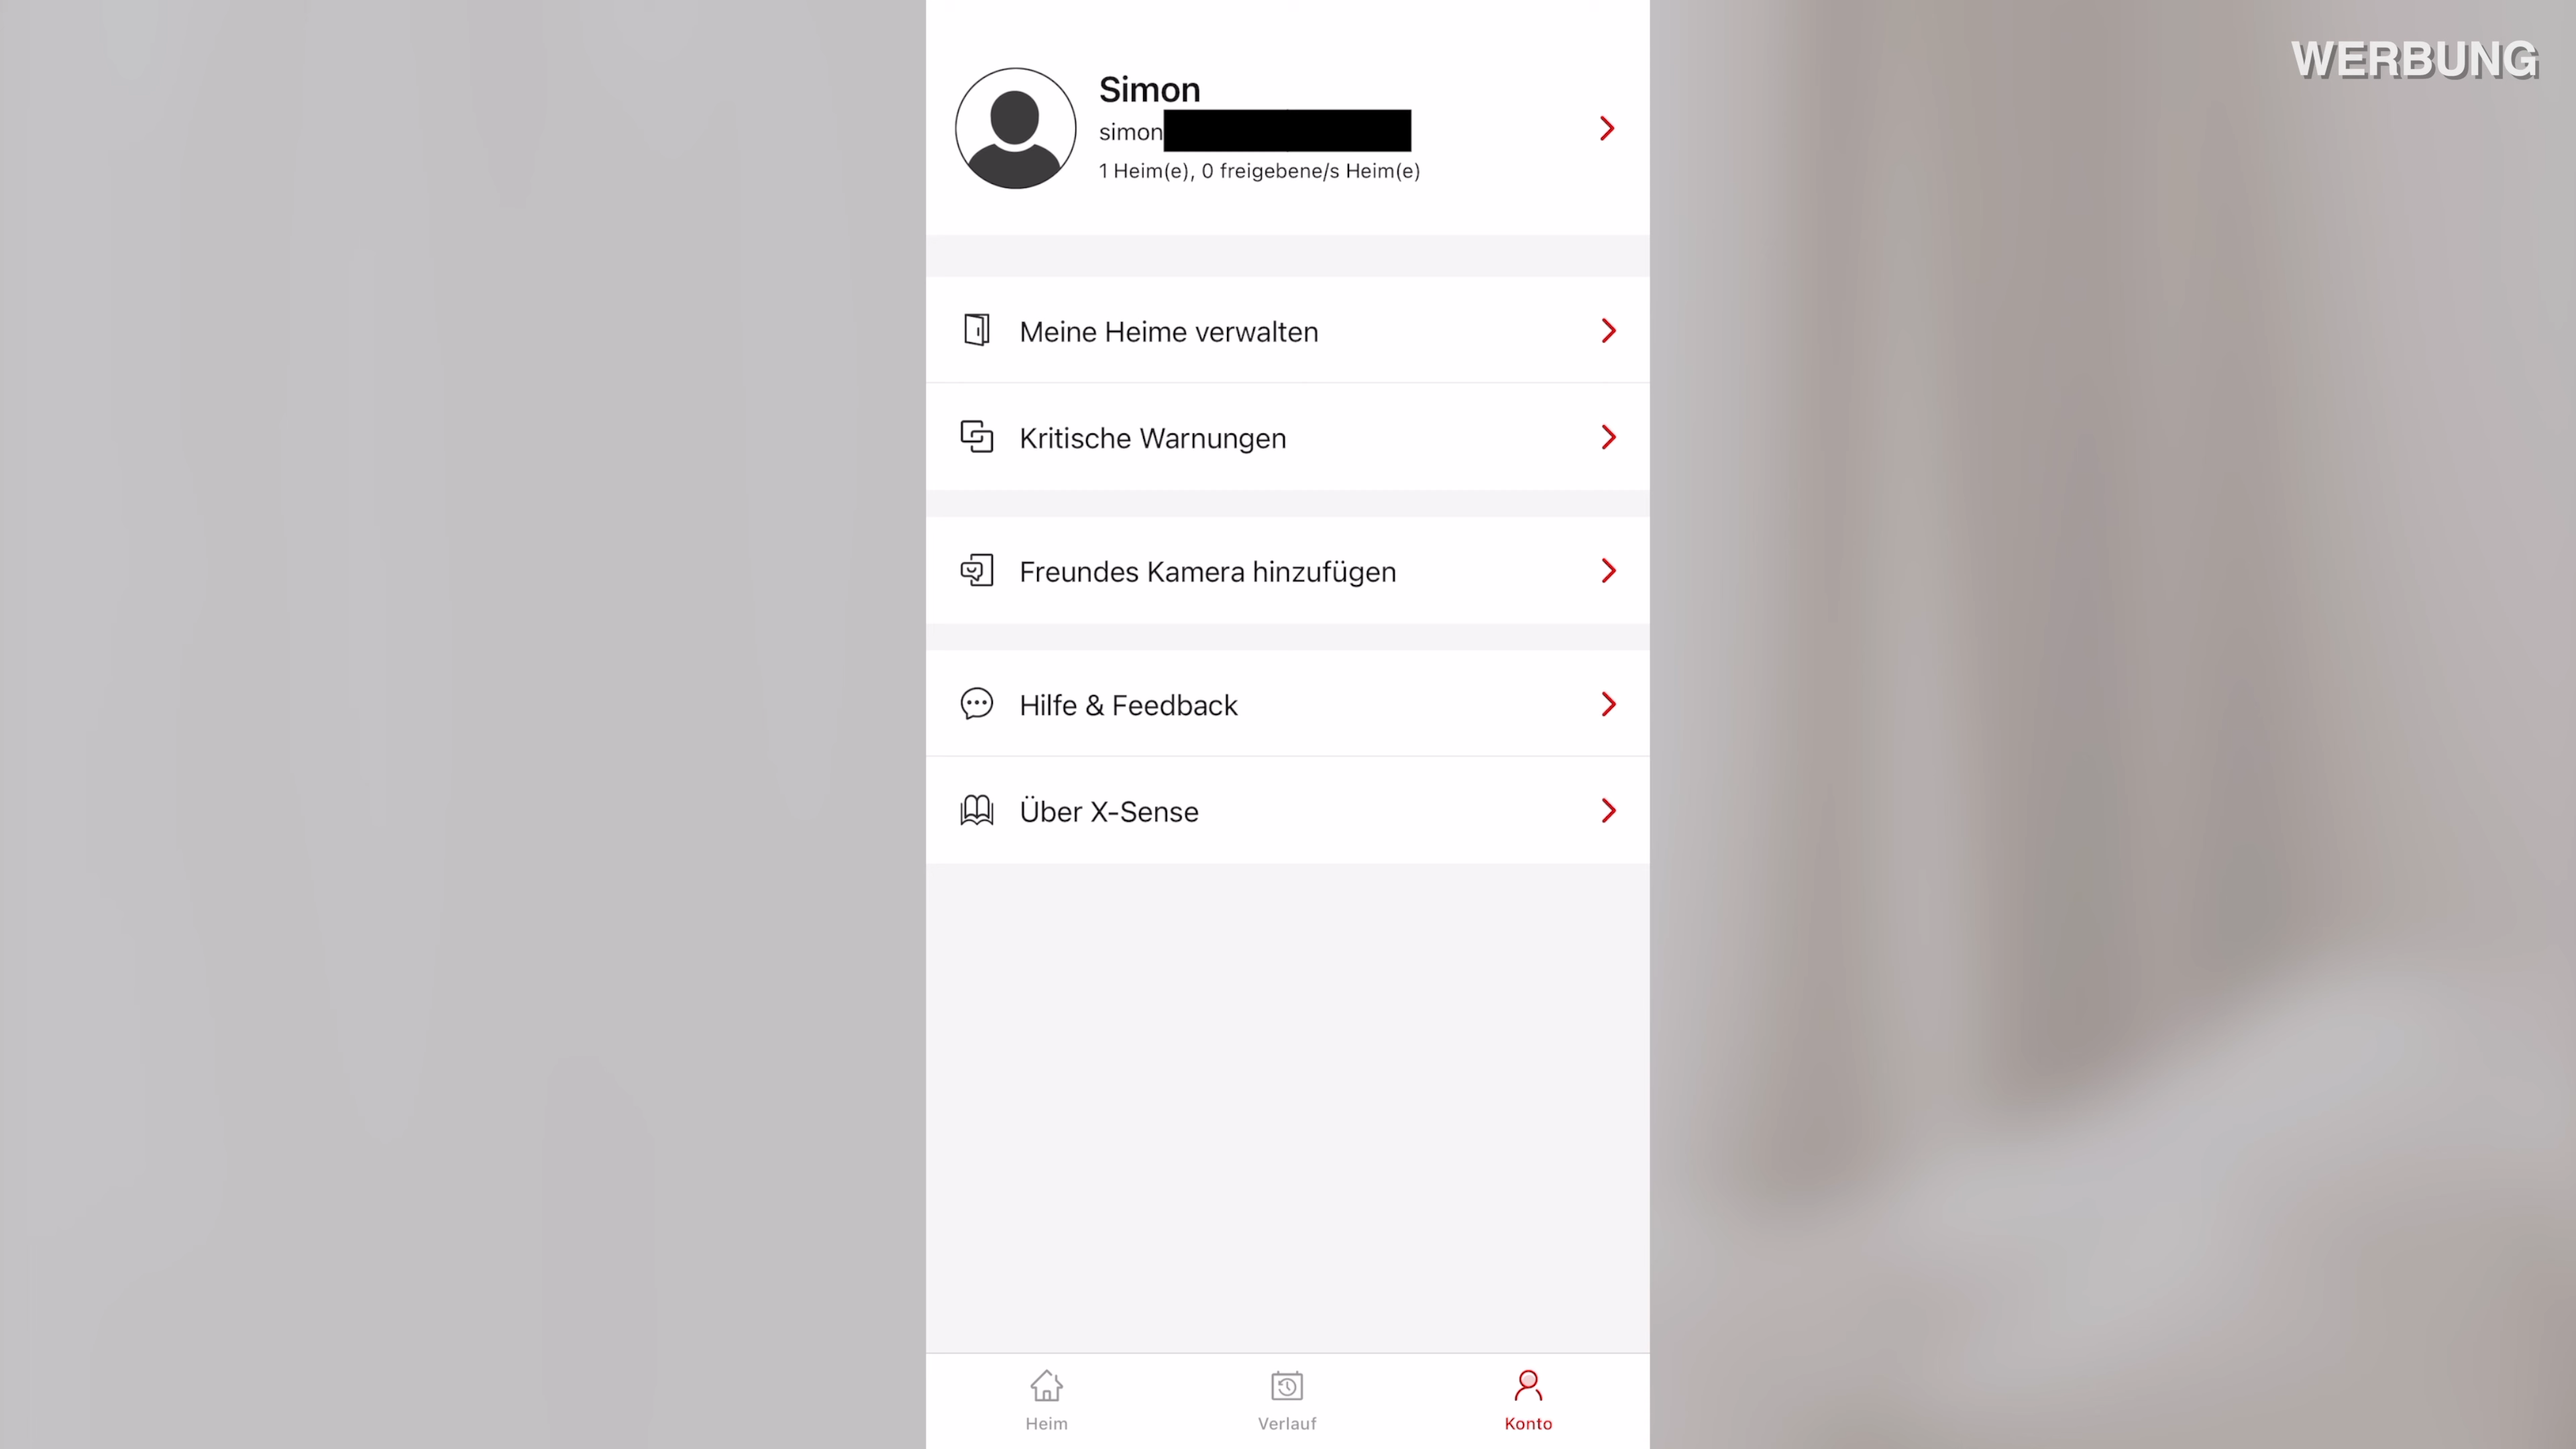 WERBUNG
Simon
simon
1 Heim(e), 0 freigebene/s Heim(e)
Meine Heime verwalten
Kritische Warnungen
Freundes Kamera hinzufügen
Hilfe & Feedback
Über X-Sense
Heim
Verlauf
Konto